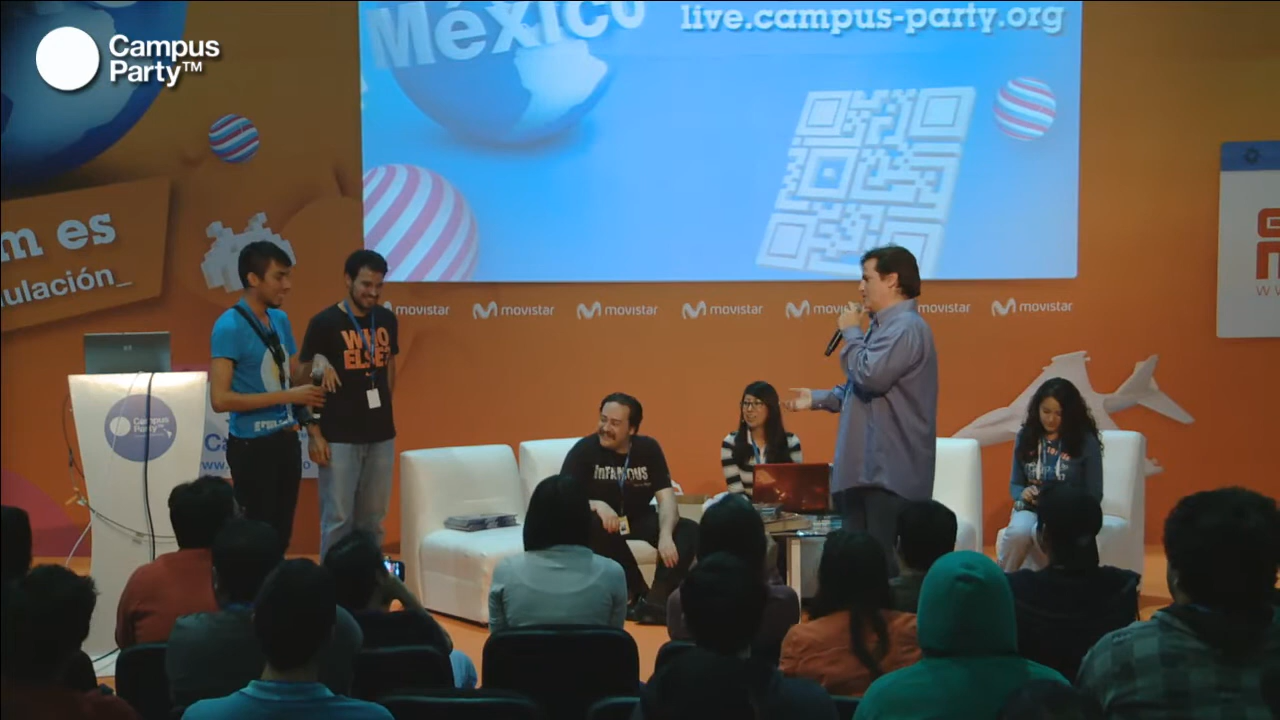 Campus
Party™
México
live.campus-party.org
m es
ulación_
movistar
movistar
movistar
movistar
movistar
movistar
movistar
WHO
ELSE?
inFAMOUS
Campus
Party